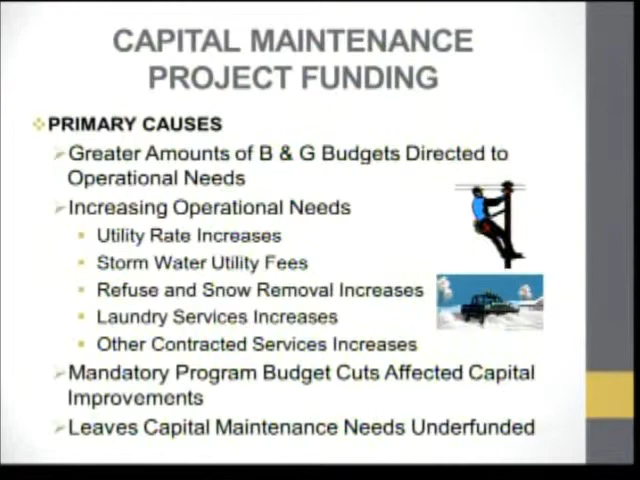 CAPITAL MAINTENANCE
PROJECT FUNDING
PRIMARY CAUSES
Greater Amounts of B & G Budgets Directed to
Operational Needs
Increasing Operational Needs
Utility Rate Increases
Storm Water Utility Fees
Refuse and Snow Removal Increases
Laundry Services Increases
Other Contracted Services Increases
Mandatory Program Budget Cuts Affected Capital
Improvements
Leaves Capital Maintenance Needs Underfunded